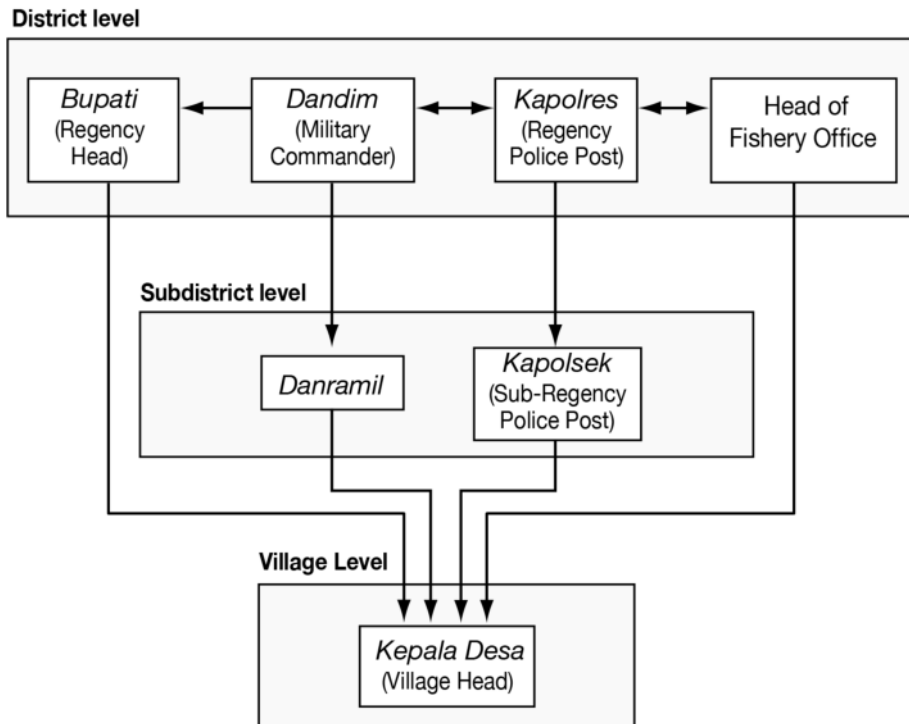 District level
Bupati
(Regency
Head)
Dandim
(Military
Commander)
Kapolres
(Regency
Police Post)
Head of
Fishery Office
Subdistrict level
Danramil
Kapolsek
(Sub-Regency
Police Post)
Village Level
Kepala Desa
(Village Head)